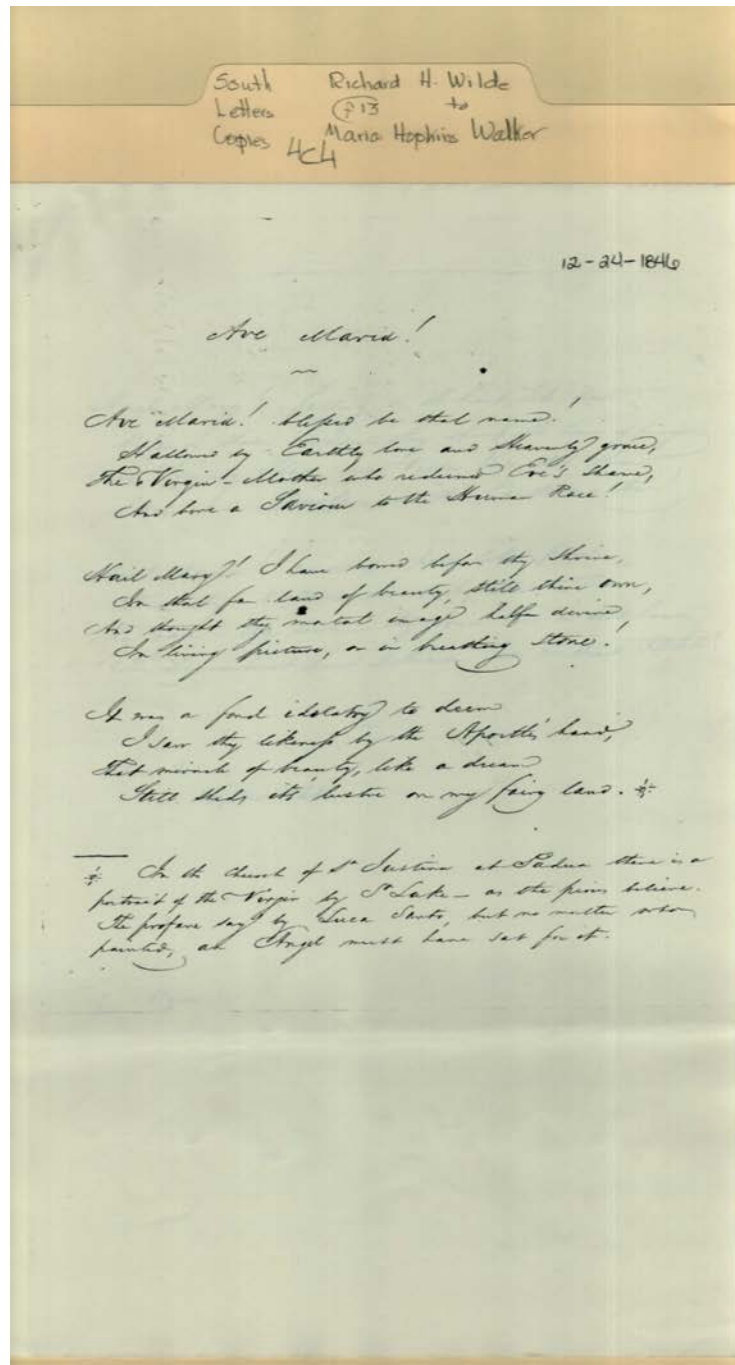 South Richard H. Wilde
Letters F13 to
Copies Maria Hopkins Walker
4C4
12-24-1846
Ave Maria!
Ave Maria! blessed be that name!
Hallowed by Earthly love and Heavenly grace,
The Virgin-Mother who redeemed Eve's Shame,
And bore a Saviour to the Human Race!
Hail Mary! I have bowed before thy Shrine,
In that far land of beauty, still thine own,
And thought thy mortal image half divine
In living picture, or in breathing Stone!
It was a fond idolatry to deem
I saw thy likeness by the Apostle's hand,
That miracle of beauty, like a dream
Still sheds its lustre on my fairy land. ⁜
⁜ In the church of St Justina at Padua there is a
portrait of the Virgin by St Luke – as the pious believe.
The profane say by Luca Santo, but no matter who
painted, an Angel must have sat for it.